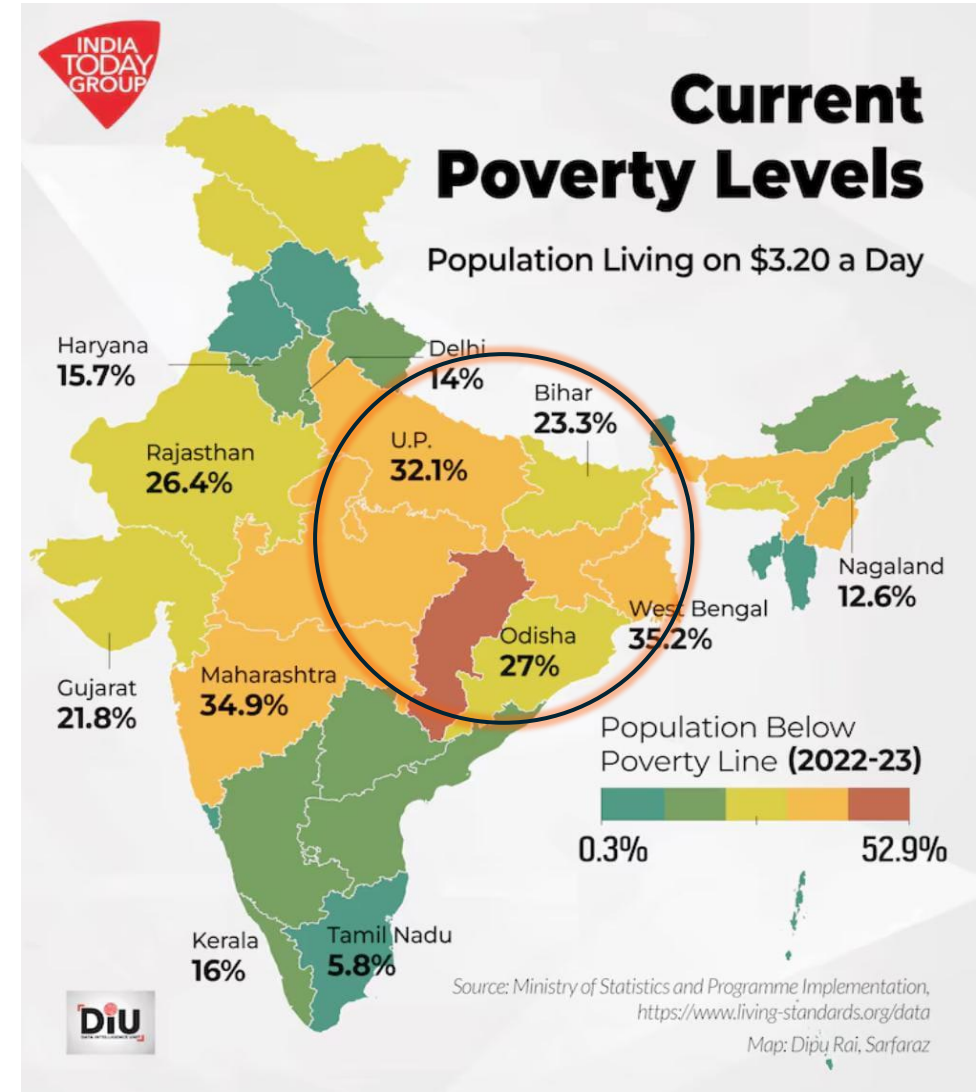 INDIA
TODAY
GROUP
Current
Poverty Levels
Population Living on $3.20 a Day
Haryana
15.7%
Delhi
14%
Bihar
23.3%
U.P.
32.1%
Rajasthan
26.4%
Nagaland
12.6%
West Bengal
35.2%
Odisha
27%
Maharashtra
34.9%
Gujarat
21.8%
Population Below
Poverty Line (2022-23)
0.3% 52.9%
Kerala
16%
Tamil Nadu
5.8%
Source: Ministry of Statistics and Programme Implementation,
https://www.living-standards.org/data
Map: Dipu Rai, Sarfaraz
DiU
DATA INTELLIGENCE UNIT